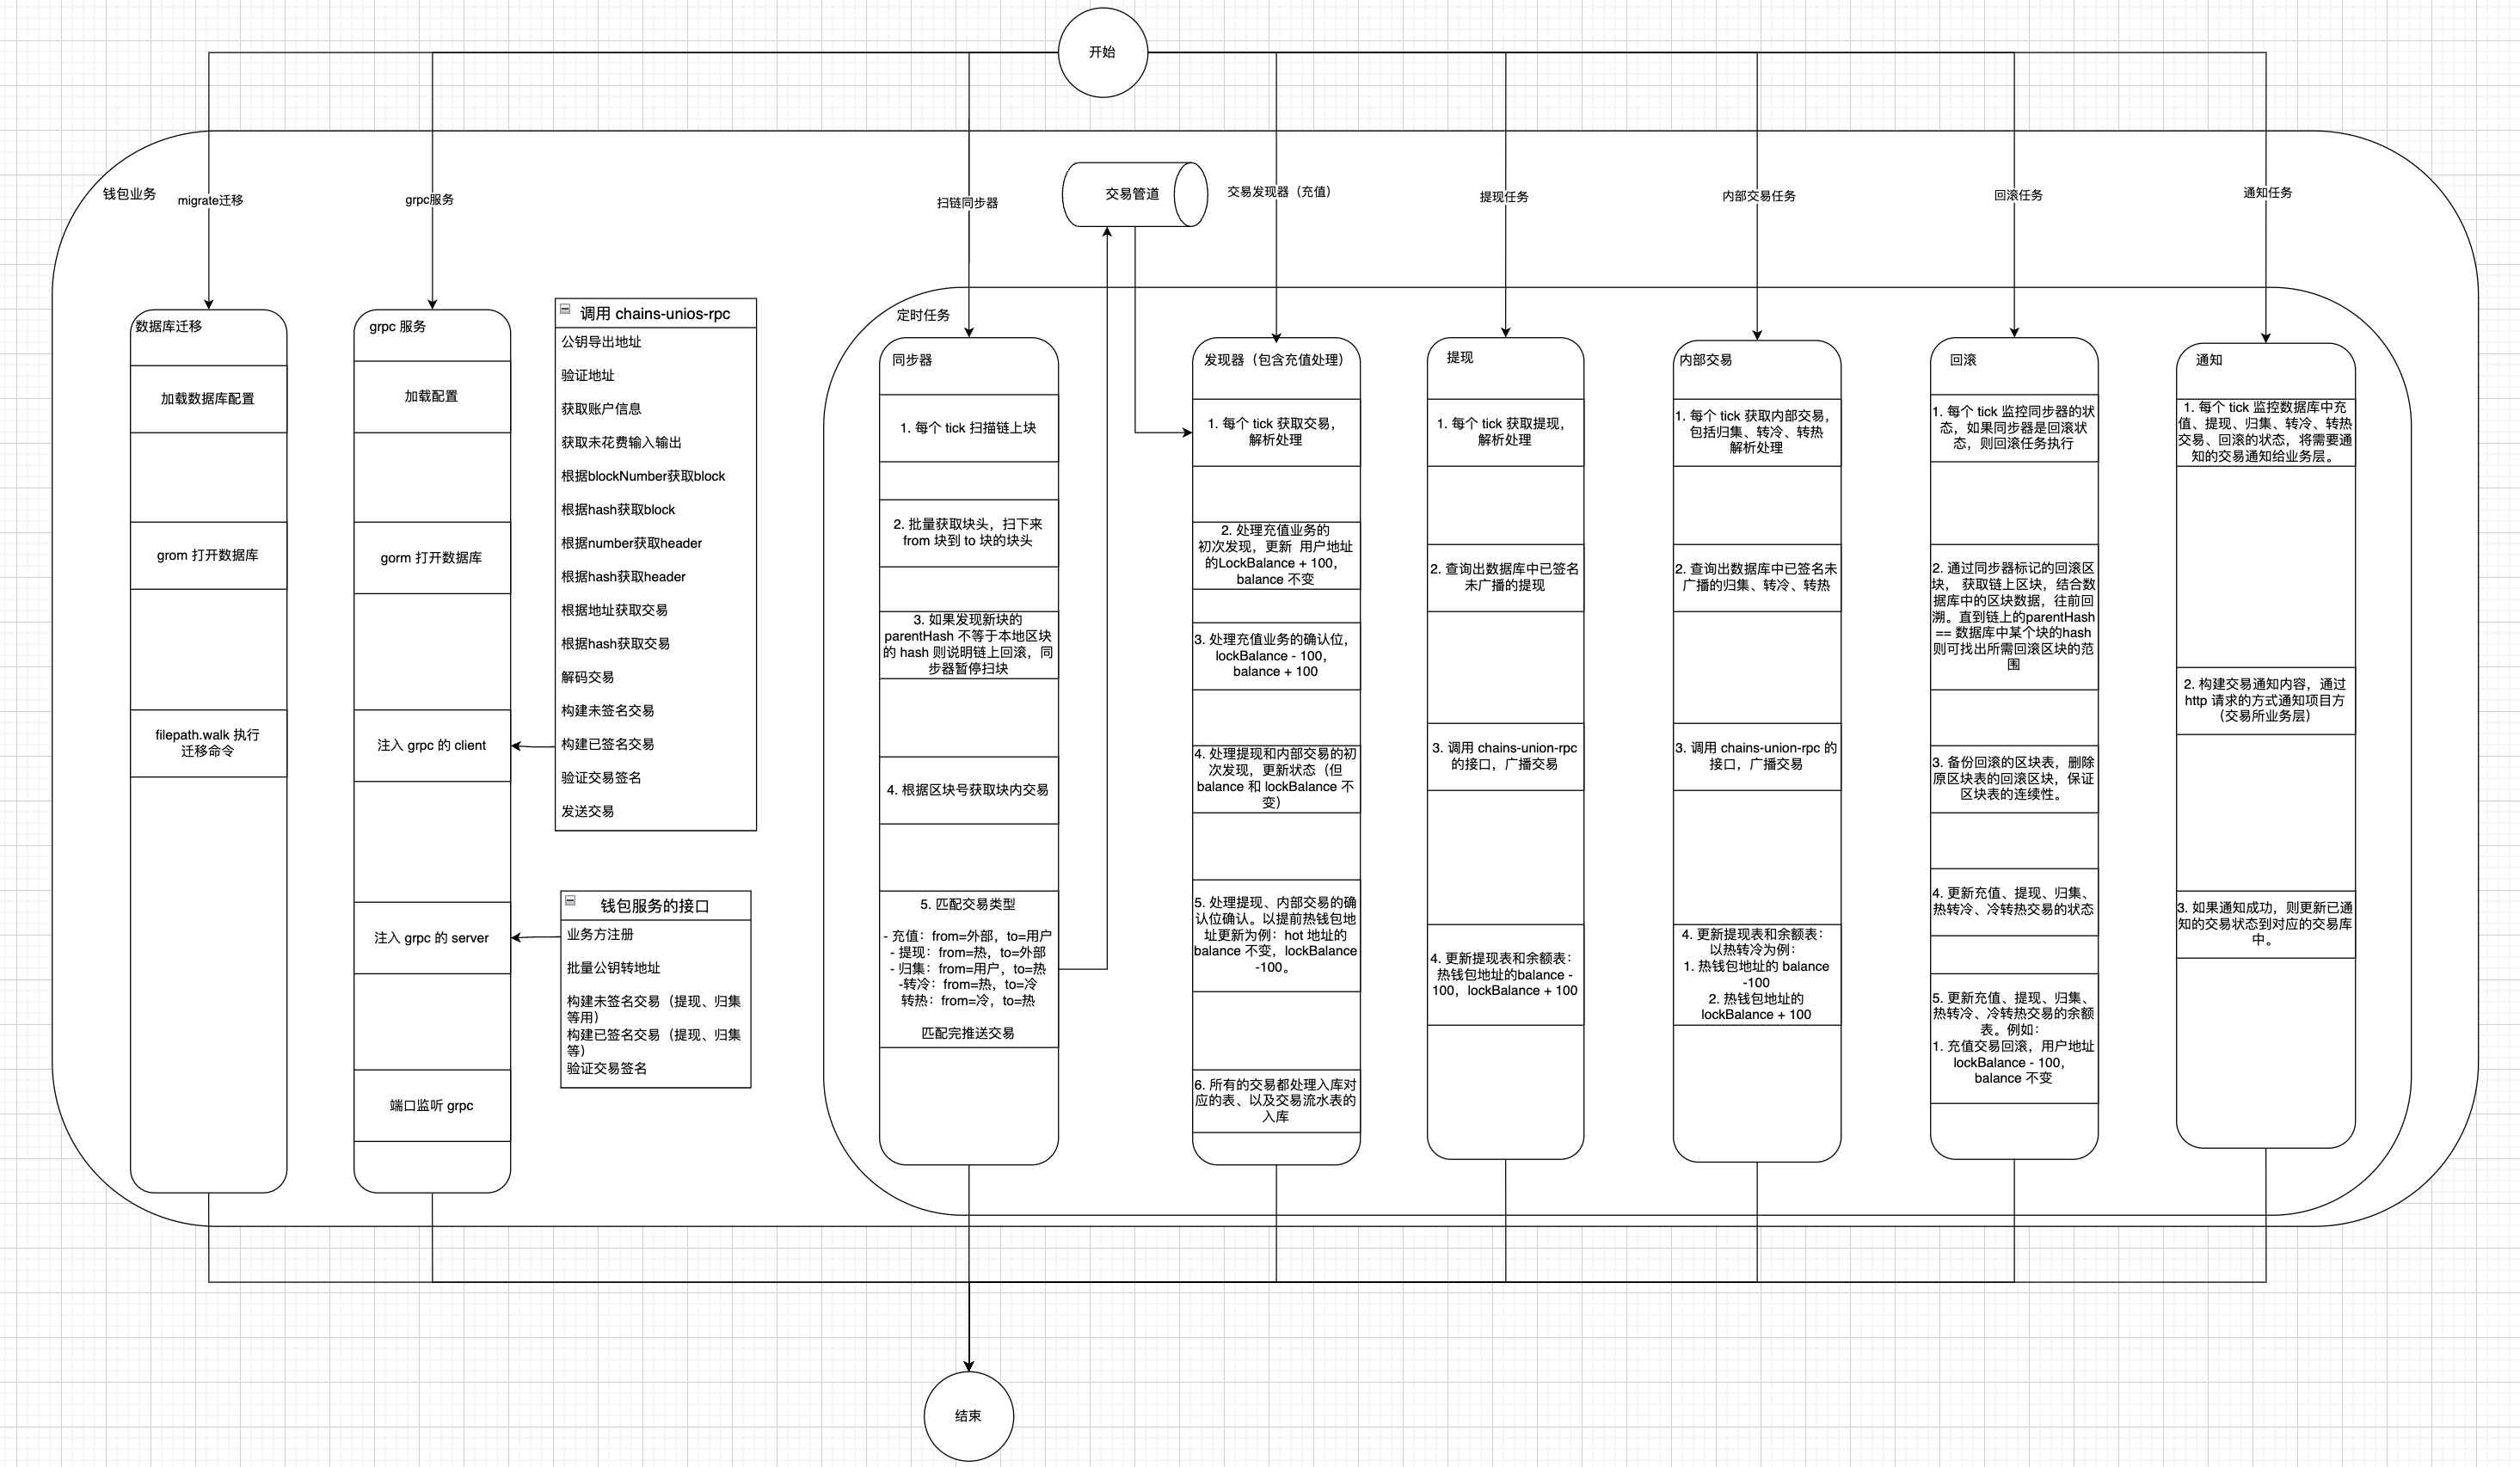 开始
钱包业务
migrate迁移
grpc服务
扫链同步器
交易管道
交易发现器（充值）
提现任务
内部交易任务
回滚任务
通知任务
数据库迁移
加载数据库配置
grom 打开数据库
filepath.walk 执行
迁移命令
grpc 服务
加载配置
gorm 打开数据库
注入 grpc 的 client
注入 grpc 的 server
端口监听 grpc
调用 chains-unios-rpc
公钥导出地址
验证地址
获取账户信息
获取未花费输入输出
根据blockNumber获取block
根据hash获取block
根据number获取header
根据hash获取header
根据地址获取交易
根据hash获取交易
解码交易
构建未签名交易
构建已签名交易
验证交易签名
发送交易
钱包服务的接口
业务方注册
批量公钥转地址
构建未签名交易（提现、归集
等用）
构建已签名交易（提现、归集
等）
验证交易签名
定时任务
同步器
1. 每个 tick 扫描链上块
2. 批量获取块头，扫下来
from 块到 to 块的块头
3. 如果发现新块的
parentHash 不等于本地区块
的 hash 则说明链上回滚，同
步器暂停扫块
4. 根据区块号获取块内交易
5. 匹配交易类型
- 充值：from=外部，to=用户
- 提现：from=热，to=外部
- 归集：from=用户，to=热
-转冷：from=热，to=冷
转热：from=冷，to=热
匹配完推送交易
发现器（包含充值处理）
1. 每个 tick 获取交易，
解析处理
2. 处理充值业务的
初次发现，更新 用户地址
的LockBalance + 100，
balance 不变
3. 处理充值业务的确认位，
lockBalance - 100，
balance + 100
4. 处理提现和内部交易的初
次发现，更新状态（但
balance 和 lockBalance 不
变）
5. 处理提现、内部交易的确
认位确认。以提前热钱包地
址更新为例：hot 地址的
balance 不变，lockBalance
-100。
6. 所有的交易都处理入库对
应的表、以及交易流水表的
入库
提现
1. 每个 tick 获取提现，
解析处理
2. 查询出数据库中已签名
未广播的提现
3. 调用 chains-union-rpc
的接口，广播交易
4. 更新提现表和余额表：
热钱包地址的balance -
100，lockBalance + 100
内部交易
1. 每个 tick 获取内部交易，
包括归集、转冷、转热
解析处理
2. 查询出数据库中已签名未
广播的归集、转冷、转热
3. 调用 chains-union-rpc 的
接口，广播交易
4. 更新提现表和余额表：
以热转冷为例：
1. 热钱包地址的 balance
-100
2. 热钱包地址的
lockBalance + 100
回滚
1. 每个 tick 监控同步器的状
态，如果同步器是回滚状
态，则回滚任务执行
2. 通过同步器标记的回滚区
块， 获取链上区块，结合数
据库中的区块数据，往前回
溯。直到链上的parentHash
== 数据库中某个块的hash
则可找出所需回滚区块的范
围
3. 备份回滚的区块表，删除
原区块表的回滚区块，保证
区块表的连续性。
4. 更新充值、提现、归集、
热转冷、冷转热交易的状态
5. 更新充值、提现、归集、
热转冷、冷转热交易的余额
表。例如：
1. 充值交易回滚，用户地址
lockBalance - 100，
balance 不变
通知
1. 每个 tick 监控数据库中充
值、提现、归集、转冷、转热
交易、回滚的状态，将需要通
知的交易通知给业务层。
2. 构建交易通知内容，通过
http 请求的方式通知项目方
（交易所业务层）
3. 如果通知成功，则更新已通
知的交易状态到对应的交易库
中。
结束